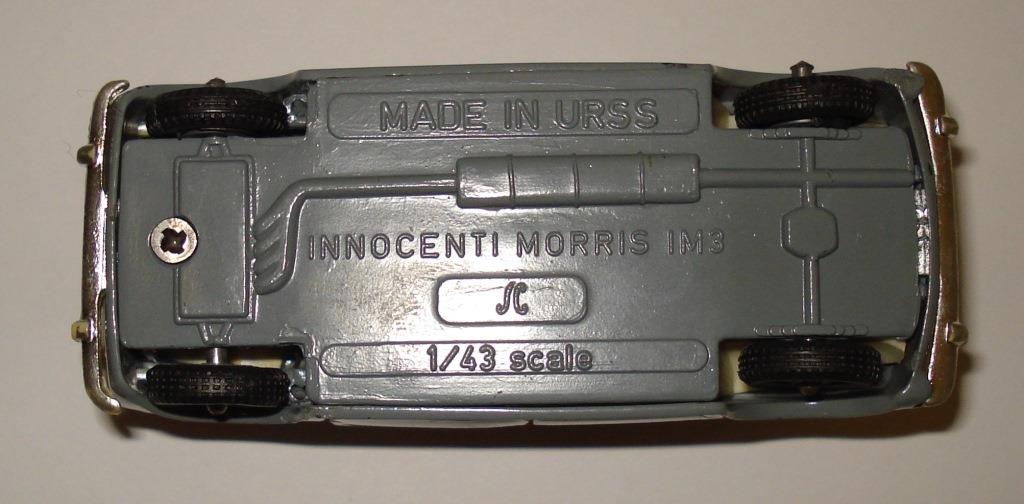 MADE IN URSS
INNOCENTI MORRIS IM3
1/43 scale